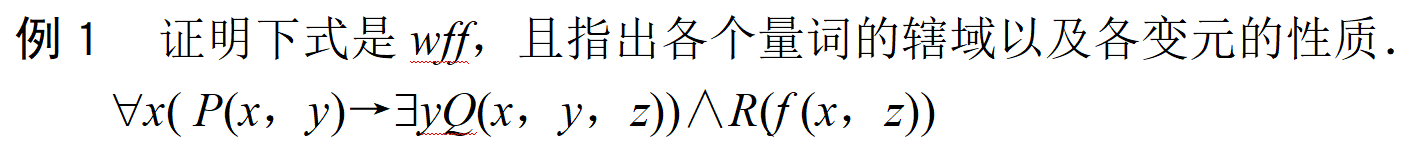 例 1 证明下式是 wff，且指出各个量词的辖域以及各变元的性质．
∀x( P(x，y)→∃yQ(x，y，z))∧R(f (x，z))